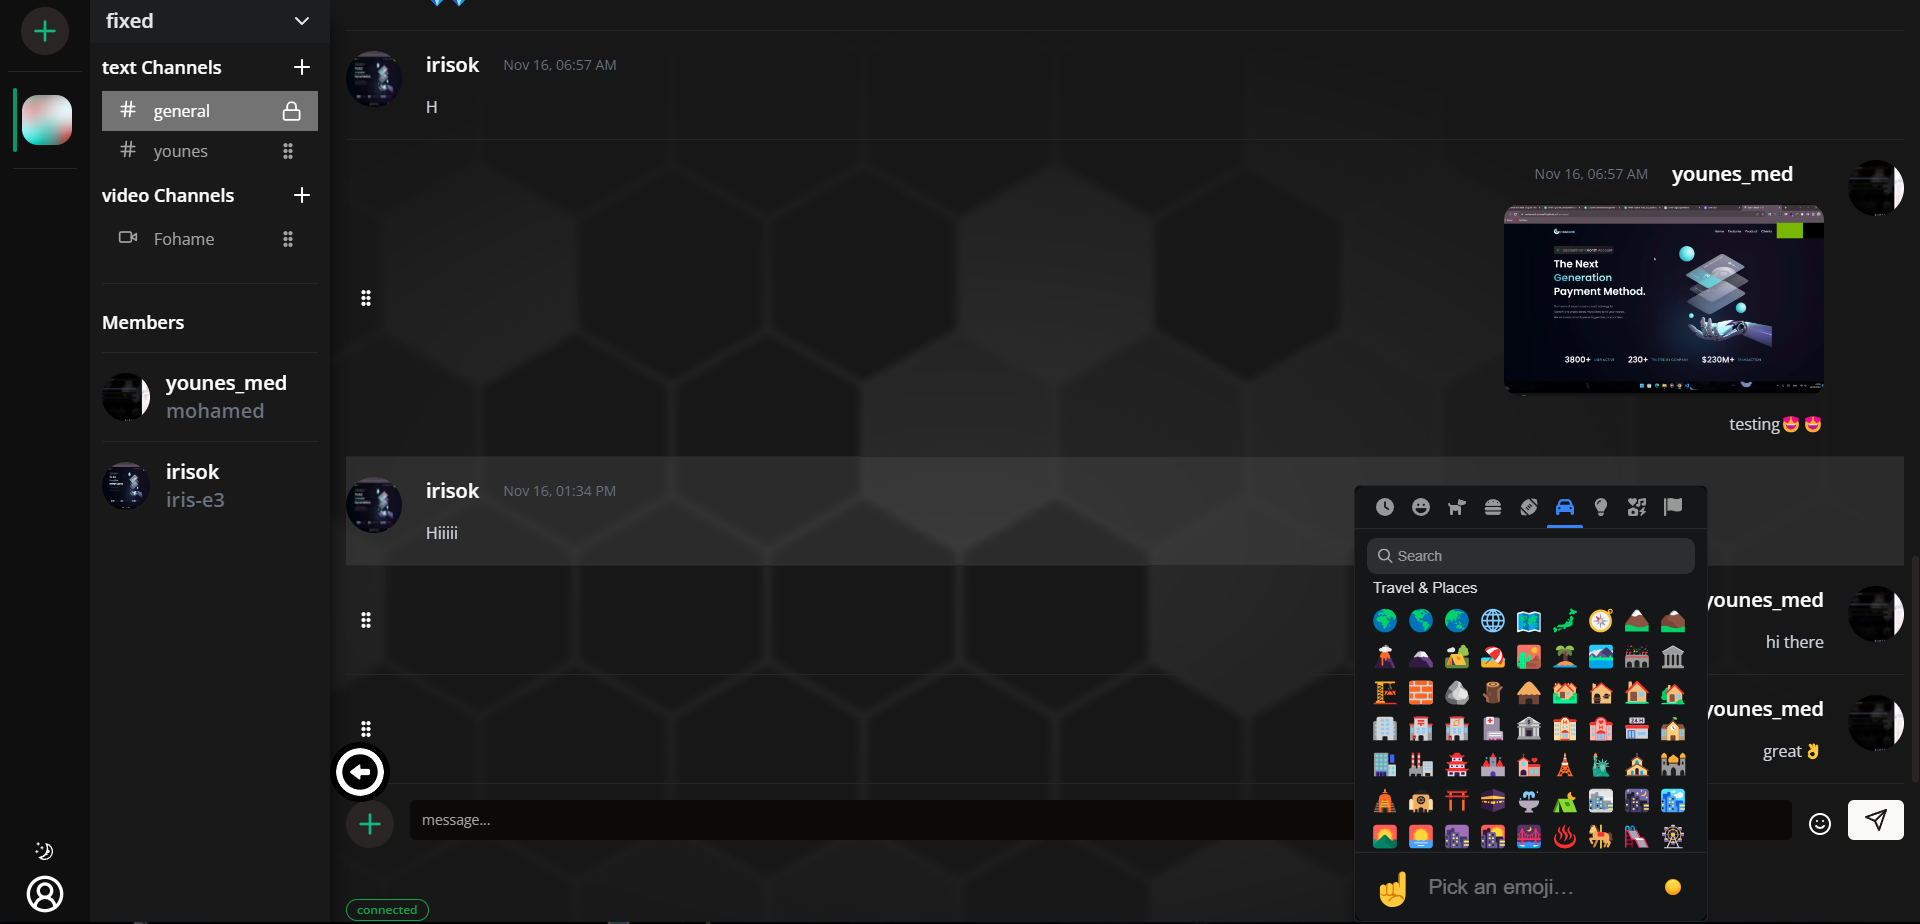 fixed
text Channels
general
younes
video Channels
Fohame
Members
younes_med
mohamed
irisok
iris-e3
irisok Nov 16, 06:57 AM
H
Nov 16, 06:57 AM younes_med
The Next
Generation
Payment Method.
3800+
230+
$230M+
testing😍😍
irisok Nov 16, 01:34 PM
Hiiiii
younes_med
hi there
younes_med
great👌
Search
Travel & Places
Pick an emoji...
message...
connected